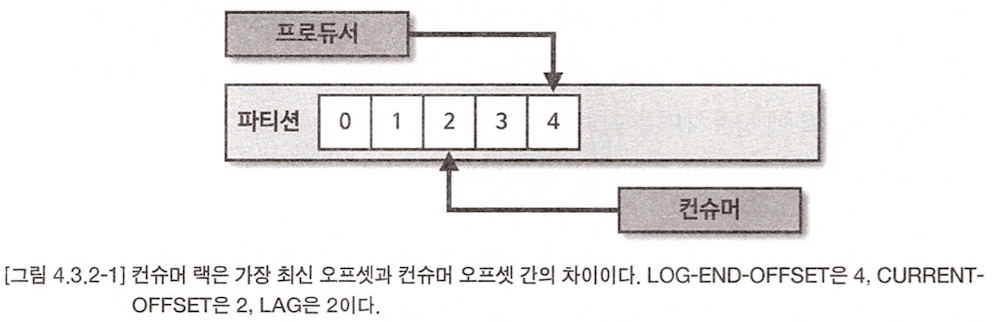 프로듀서
파티션 0 1 2 3 4
컨슈머
[그림 4.3.2-1] 컨슈머 랙은 가장 최신 오프셋과 컨슈머 오프셋 간의 차이이다. LOG-END-OFFSET은 4, CURRENT-
OFFSET은 2, LAG은 2이다.